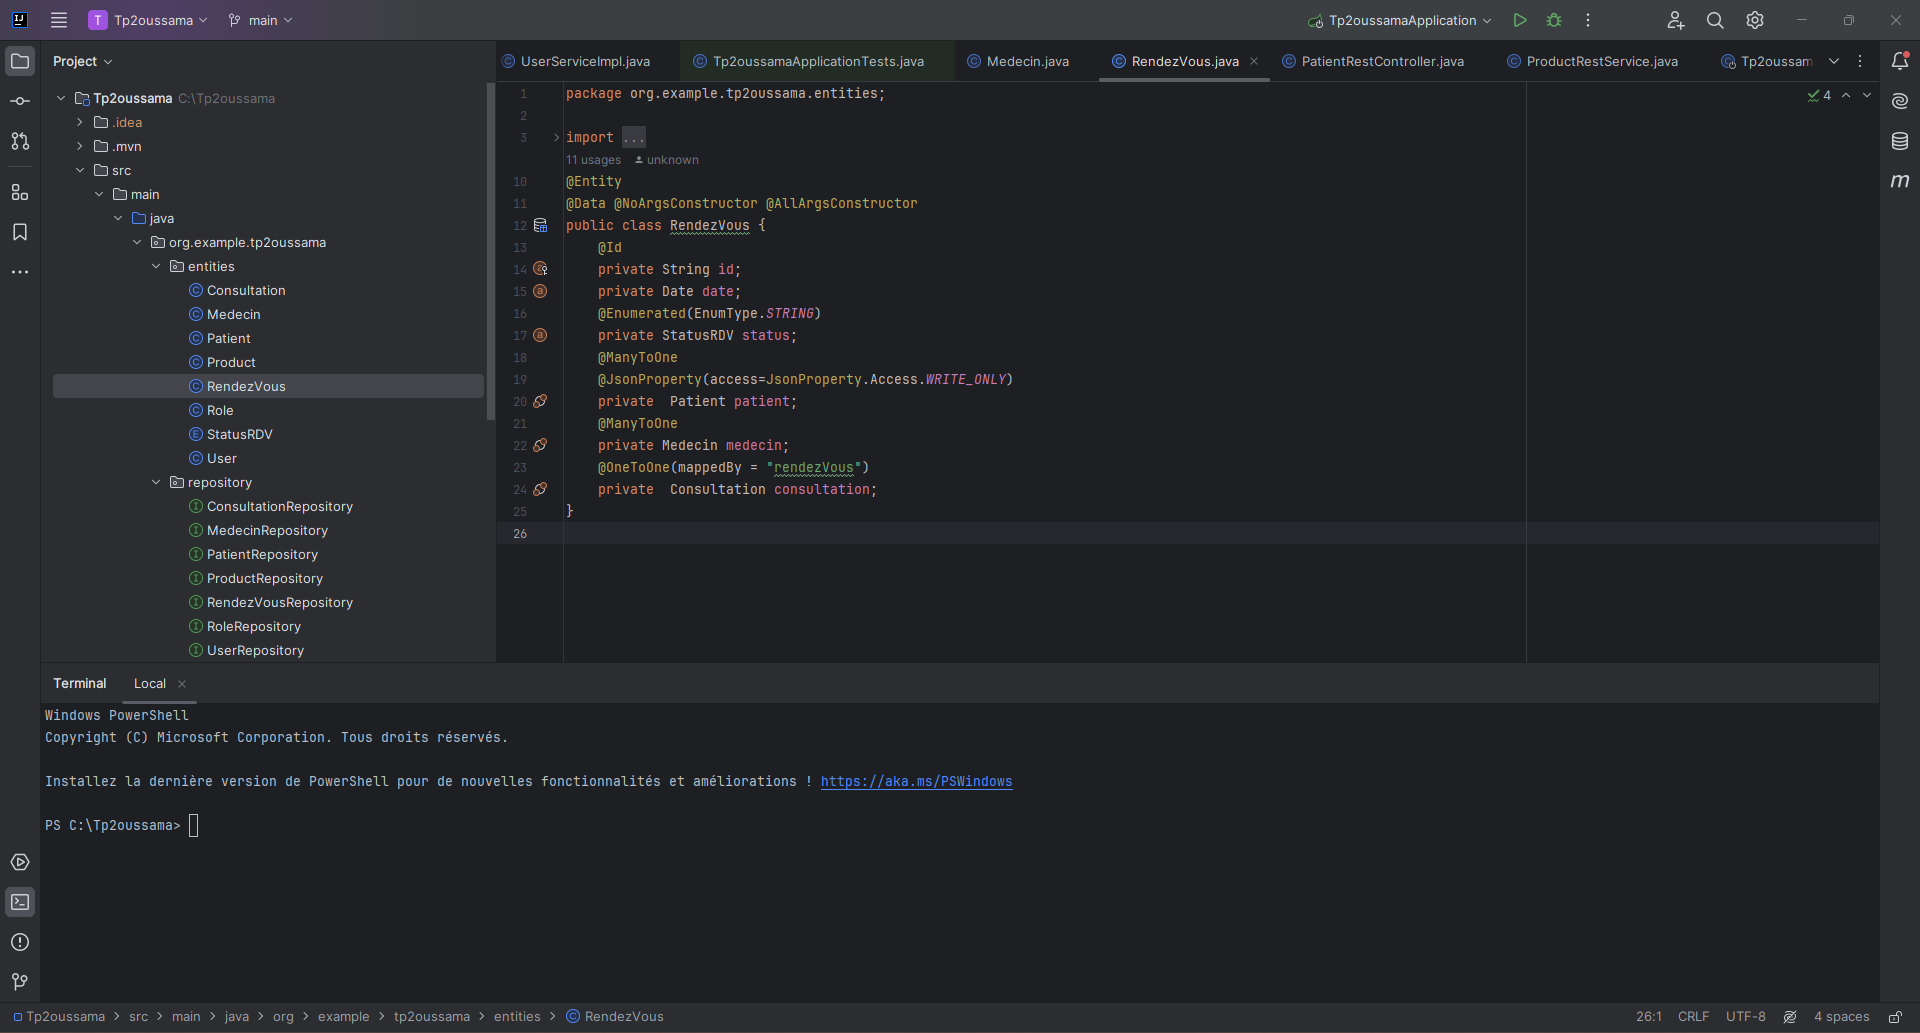 T Tp2oussama main Tp2oussamaApplication
Project
UserServiceImpl.java Tp2oussamaApplicationTests.java Medecin.java RendezVous.java PatientRestController.java ProductRestService.java Tp2oussam
Tp2oussama C:\Tp2oussama
.idea
.mvn
src
main
java
org.example.tp2oussama
entities
Consultation
Medecin
Patient
Product
RendezVous
Role
StatusRDV
User
repository
ConsultationRepository
MedecinRepository
PatientRepository
ProductRepository
RendezVousRepository
RoleRepository
UserRepository
4
1 package org.example.tp2oussama.entities;
2
3 import ...
11 usages unknown
10 @Entity
11 @Data @NoArgsConstructor @AllArgsConstructor
12 public class RendezVous {
13 @Id
14 private String id;
15 private Date date;
16 @Enumerated(EnumType.STRING)
17 private StatusRDV status;
18 @ManyToOne
19 @JsonProperty(access=JsonProperty.Access.WRITE_ONLY)
20 private  Patient patient;
21 @ManyToOne
22 private Medecin medecin;
23 @OneToOne(mappedBy = "rendezVous")
24 private  Consultation consultation;
25 }
26
Terminal Local
Windows PowerShell
Copyright (C) Microsoft Corporation. Tous droits réservés.
Installez la dernière version de PowerShell pour de nouvelles fonctionnalités et améliorations ! https://aka.ms/PSWindows
PS C:\Tp2oussama>
Tp2oussama > src > main > java > org > example > tp2oussama > entities > RendezVous
26:1 CRLF UTF-8 4 spaces